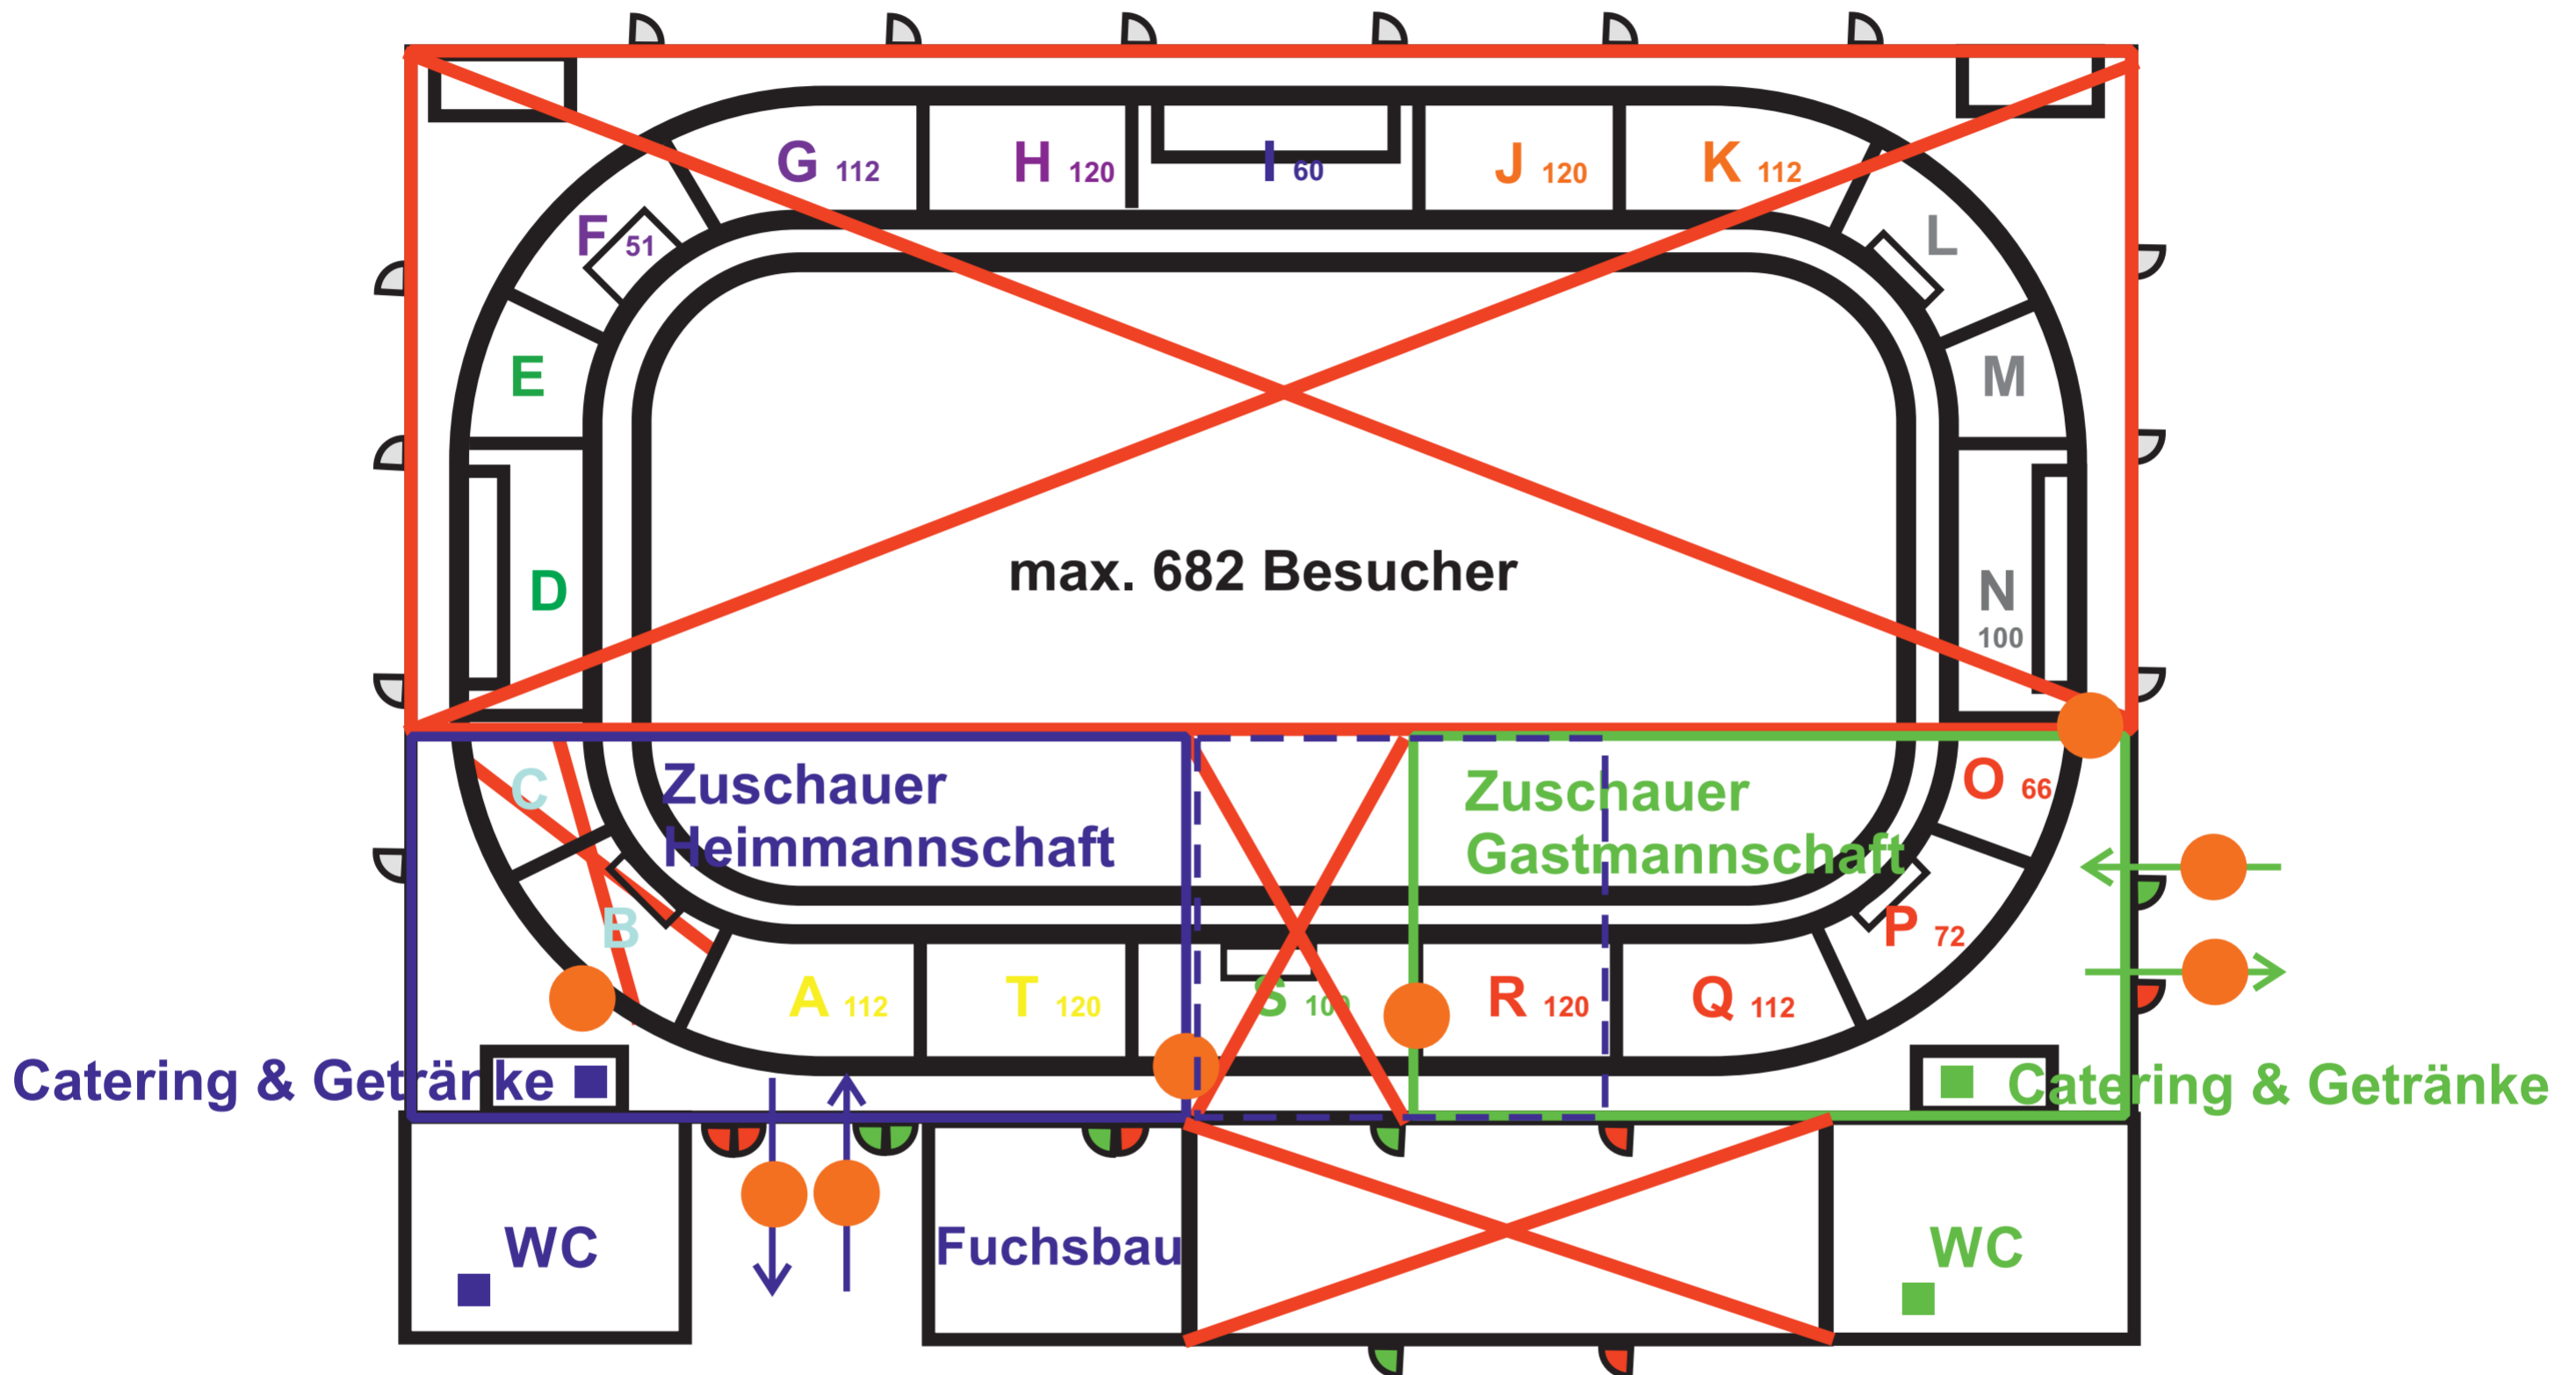 G 112
H 120
I 60
J 120
K 112
F 51
L
E
M
max. 682 Besucher
D
N
100
Zuschauer
Heimmannschaft
Zuschauer
Gastmannschaft
C
O 66
B
P 72
A 112
T 120
S 100
R 120
Q 112
Catering & Getränke
Catering & Getränke
WC
Fuchsbau
WC